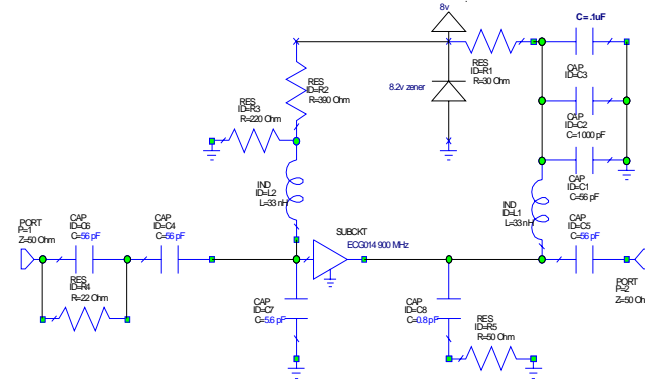 8v
C= .1uF
RES
ID=R1
R=30 Ohm
CAP
ID=C3
RES
ID=R2
R=390 Ohm
8.2v zener
RES
ID=R3
R=220 Ohm
CAP
ID=C2
C=1000 pF
IND
ID=L2
L=33 nH
CAP
ID=C1
C=56 pF
IND
ID=L1
L=33 nH
PORT
P=1
Z=50 Ohm
CAP
ID=C6
C=56 pF
CAP
ID=C4
C=56 pF
SUBCKT
ECG014 900 MHz
CAP
ID=C5
C=56 pF
RES
ID=R4
R=22 Ohm
PORT
P=2
Z=50 Oh
CAP
ID=C7
C=5.6 pF
CAP
ID=C8
C=0.8 pF
RES
ID=R5
R=50 Ohm